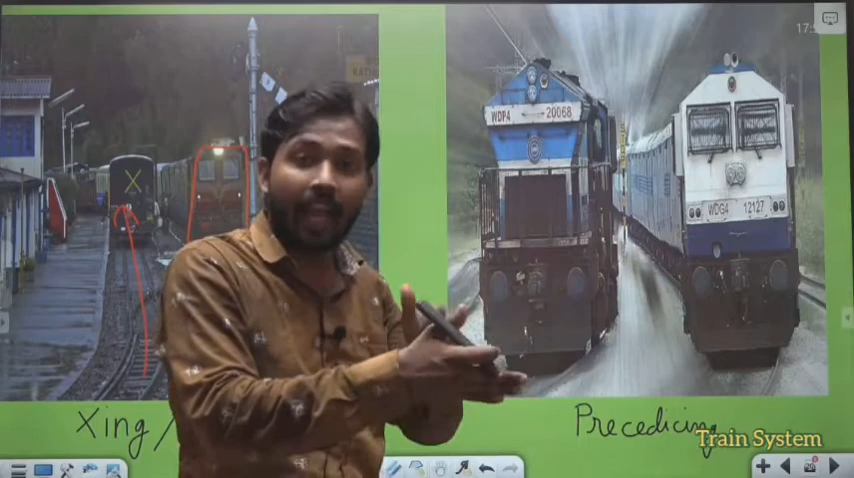 WDP4 20068
WDG4 12127
Xing /
Precedicing
Train System